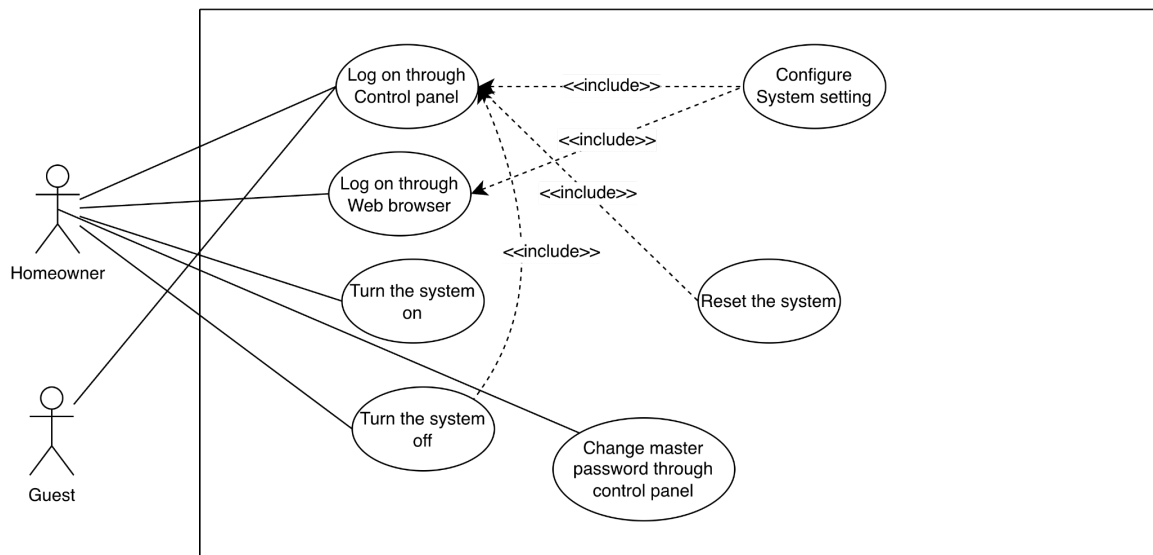 Log on through
Control panel
<<include>>
Configure
System setting
<<include>>
Log on through
Web browser
<<include>>
Homeowner
<<include>>
Turn the system
on
Reset the system
Turn the system
off
Change master
password through
control panel
Guest